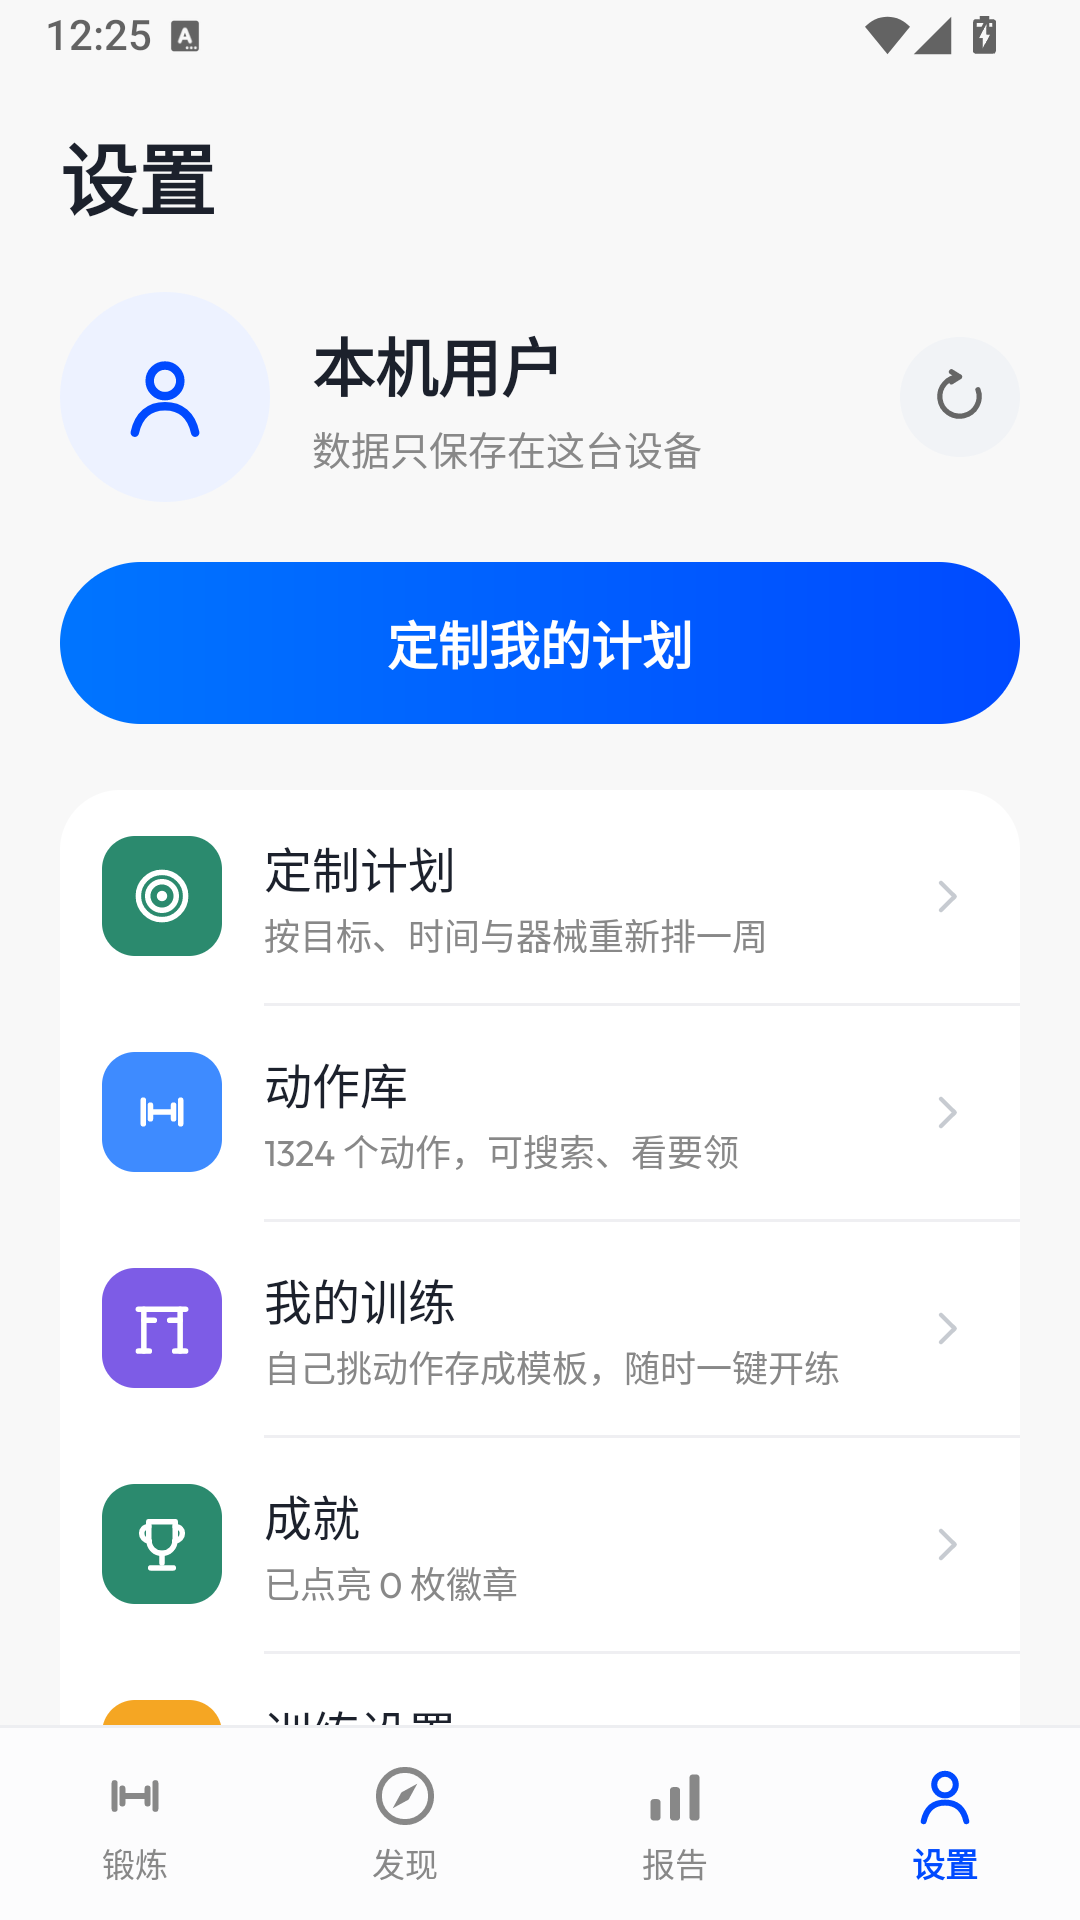 12:25
设置
本机用户
数据只保存在这台设备
定制我的计划
定制计划
按目标、时间与器械重新排一周
动作库
1324 个动作，可搜索、看要领
我的训练
自己挑动作存成模板，随时一键开练
成就
已点亮 0 枚徽章
训练设置
锻炼
发现
报告
设置